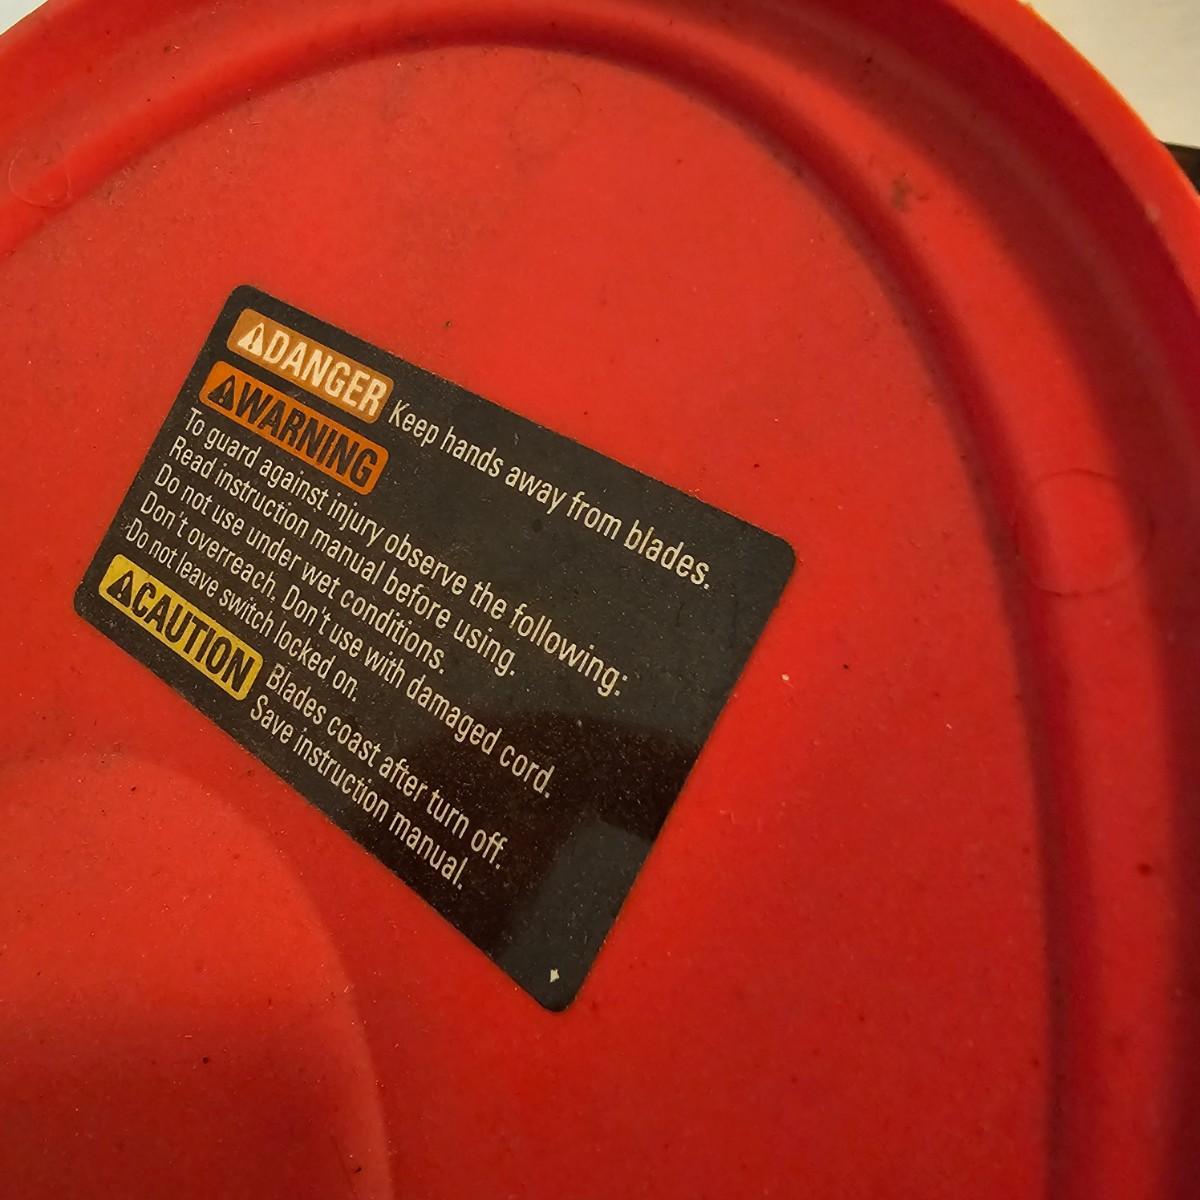 DANGER Keep hands away from blades.
WARNING
To guard against injury observe the following:
Read instruction manual before using.
Do not use under wet conditions.
Don't overreach. Don't use with damaged cord.
Do not leave switch locked on.
CAUTION Blades coast after turn off.
Save instruction manual.